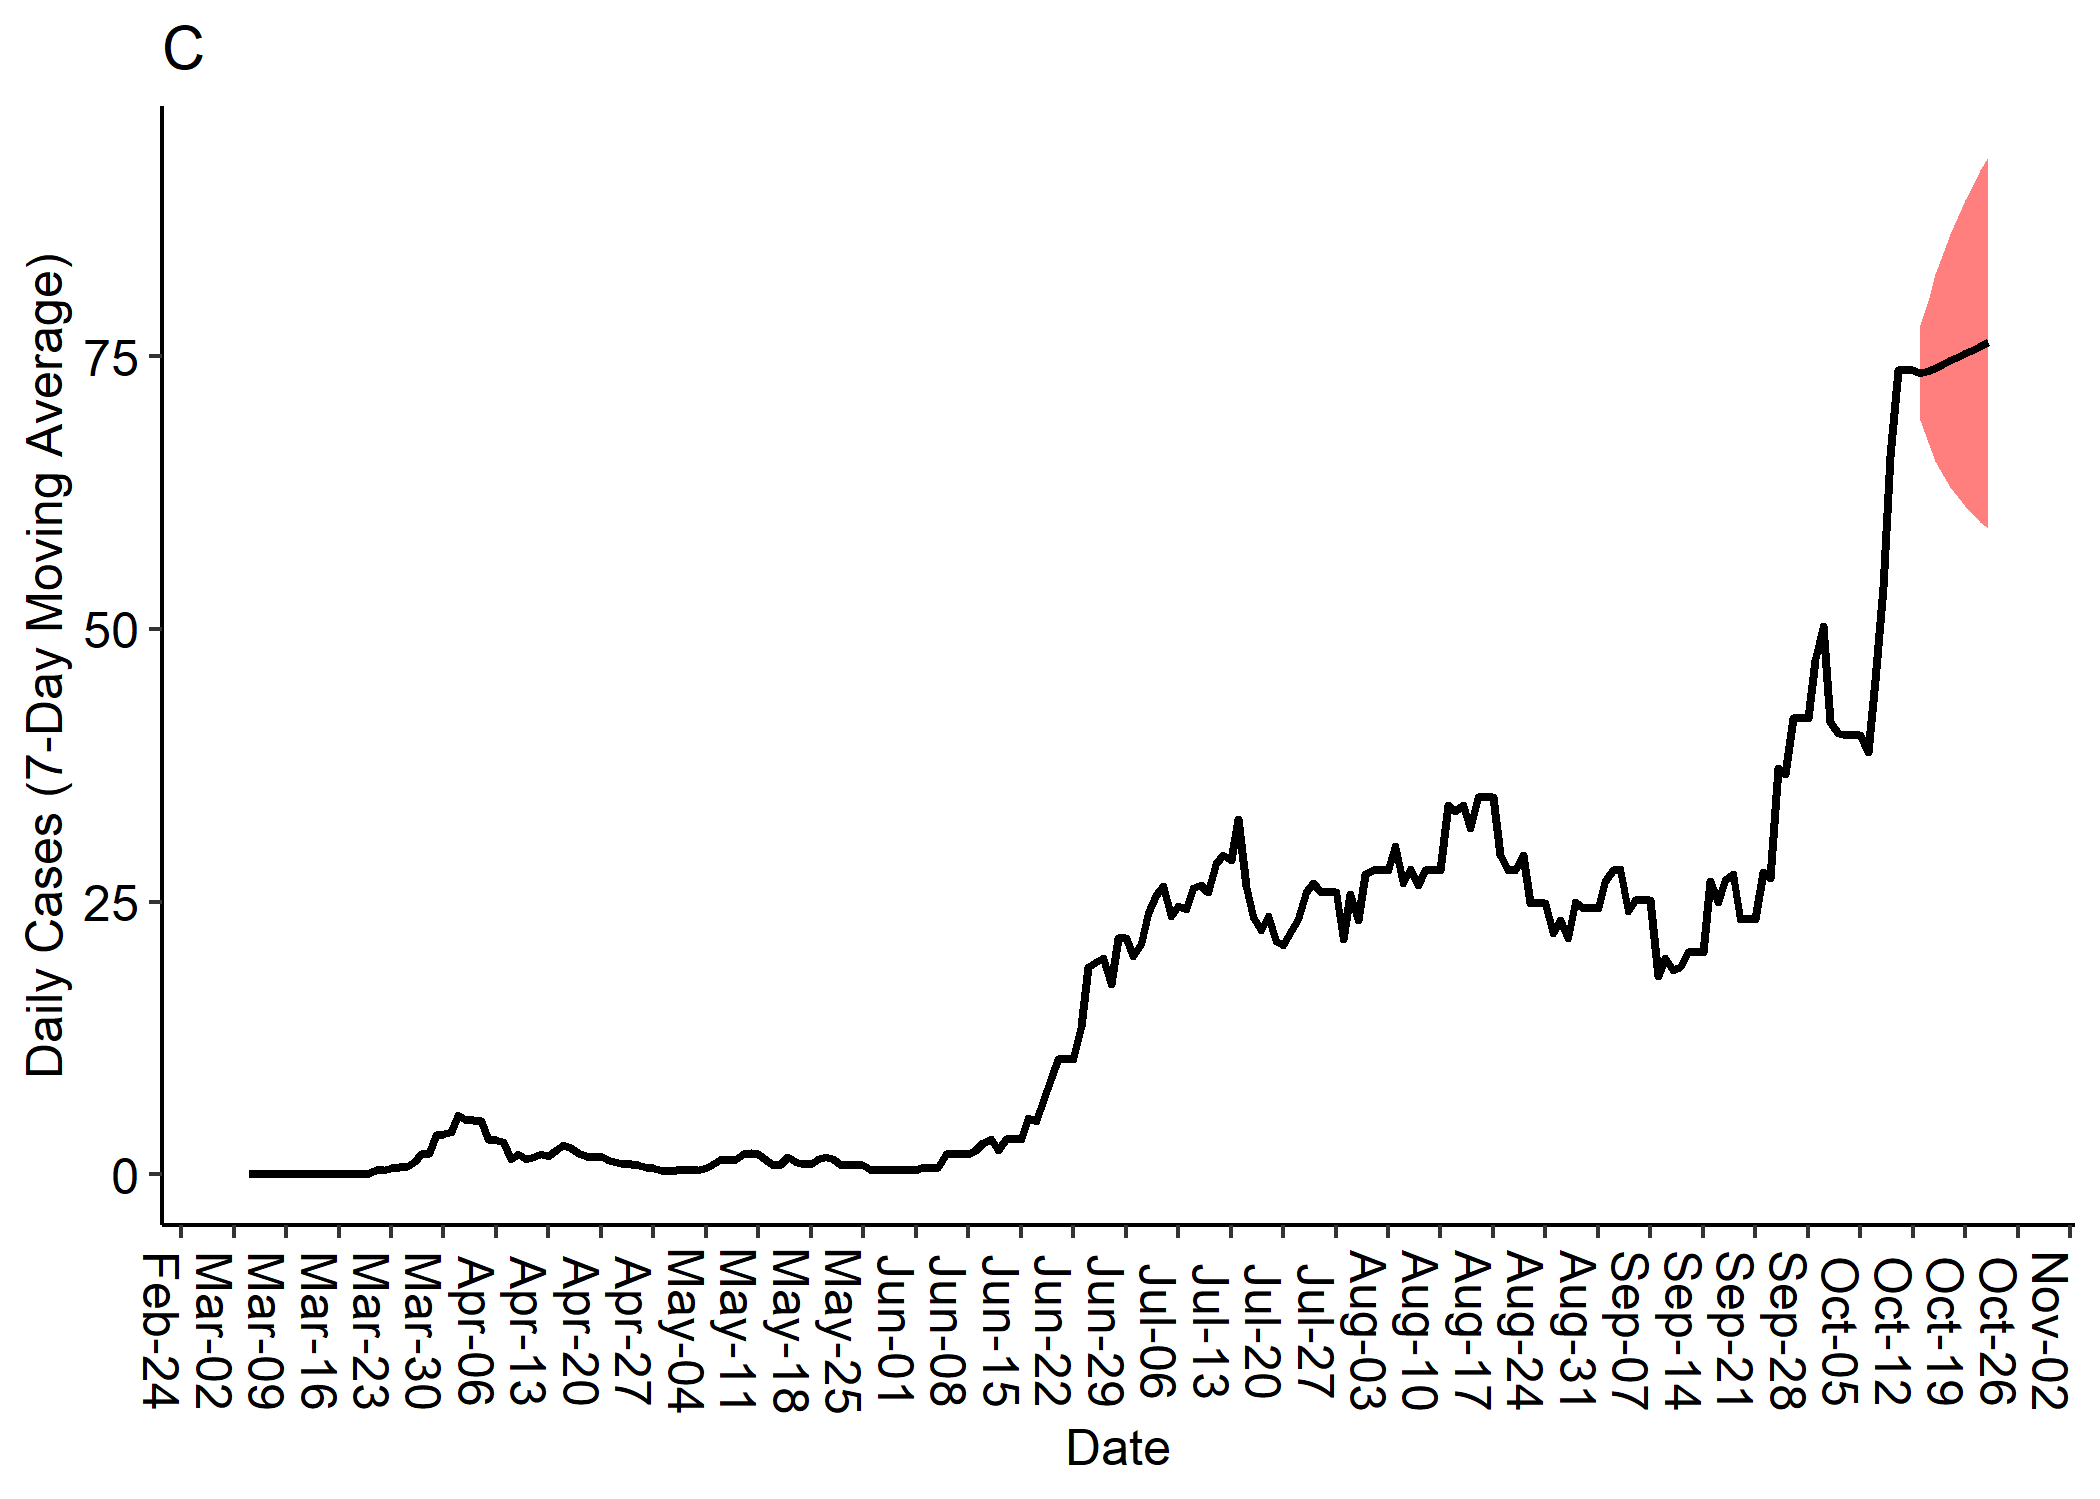 C
Daily Cases (7-Day Moving Average)
75
50
25
0
Feb-24
Mar-02
Mar-09
Mar-16
Mar-23
Mar-30
Apr-06
Apr-13
Apr-20
Apr-27
May-04
May-11
May-18
May-25
Jun-01
Jun-08
Jun-15
Jun-22
Jun-29
Jul-06
Jul-13
Jul-20
Jul-27
Aug-03
Aug-10
Aug-17
Aug-24
Aug-31
Sep-07
Sep-14
Sep-21
Sep-28
Oct-05
Oct-12
Oct-19
Oct-26
Nov-02
Date